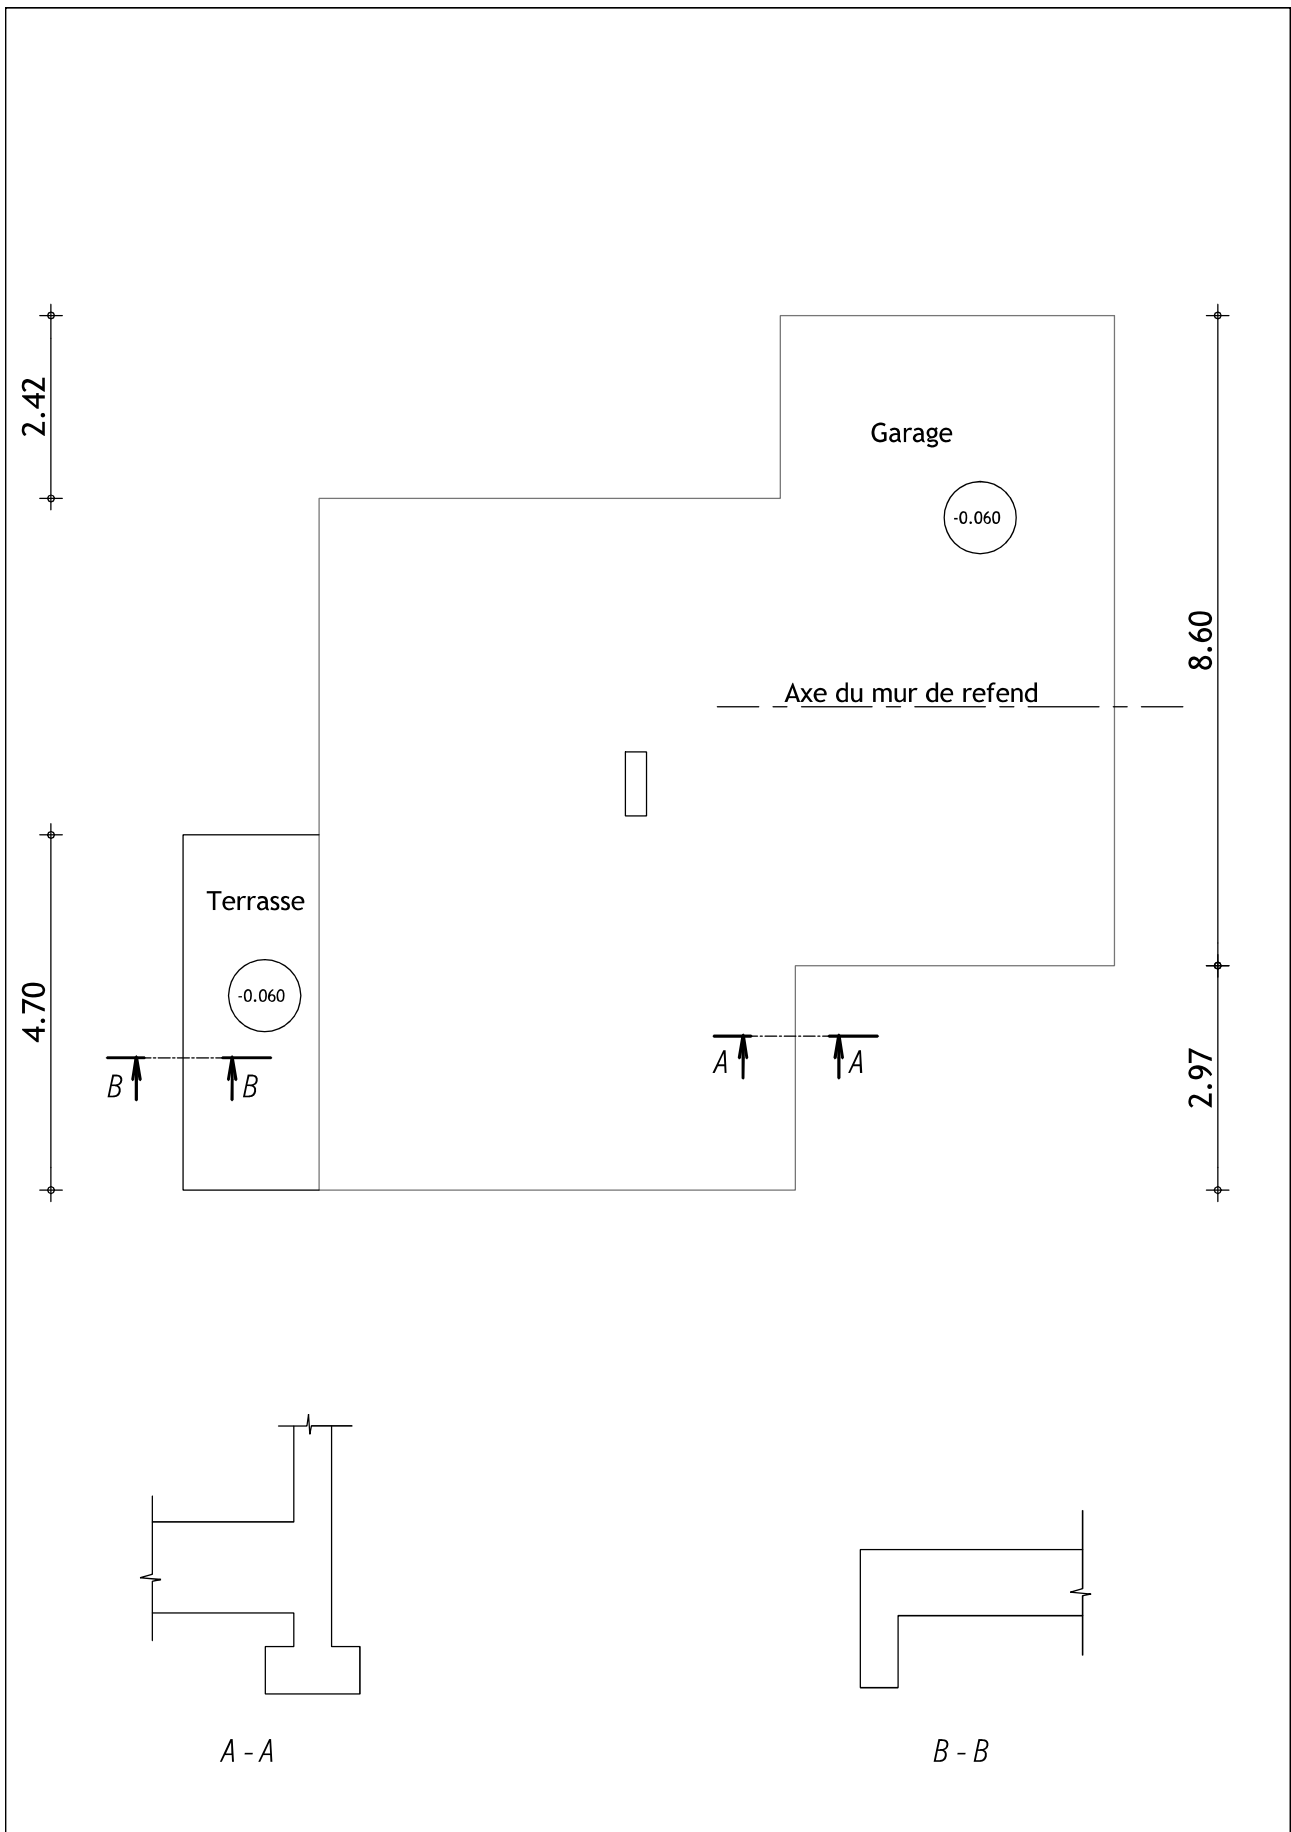 2.42
Garage
-0.060
8.60
Axe du mur de refend
Terrasse
-0.060
4.70
A A
B B
2.97
A - A
B - B